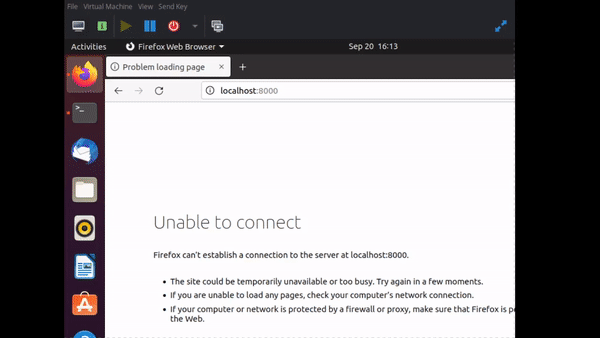 File Virtual Machine View Send Key
Activities Firefox Web Browser Sep 20 16:13
Problem loading page
localhost:8000
Unable to connect
Firefox can't establish a connection to the server at localhost:8000.
The site could be temporarily unavailable or too busy. Try again in a few moments.
If you are unable to load any pages, check your computer's network connection.
If your computer or network is protected by a firewall or proxy, make sure that Firefox is pe
the Web.